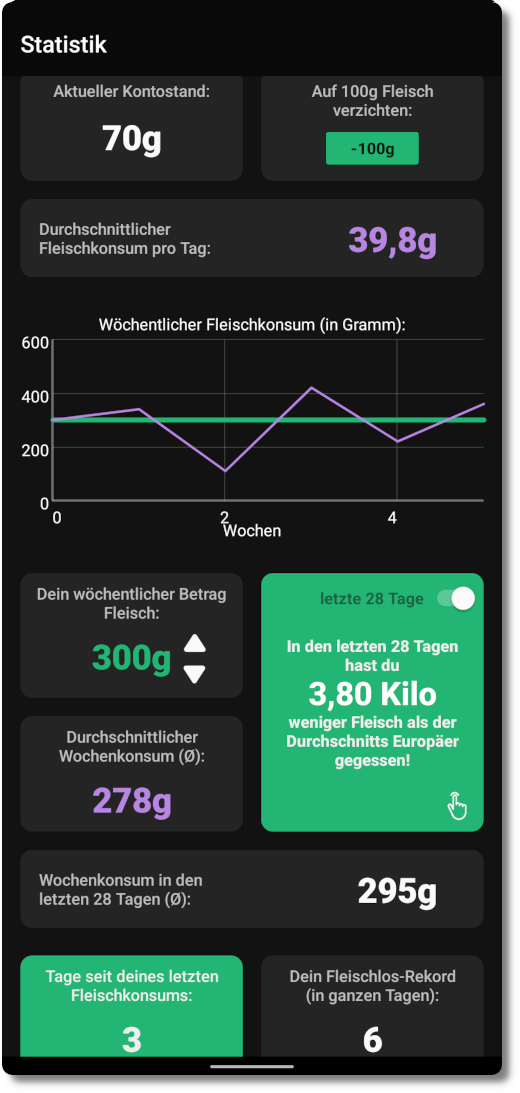 Statistik
Aktueller Kontostand:
70g
Auf 100g Fleisch
verzichten:
-100g
Durchschnittlicher
Fleischkonsum pro Tag:
39,8g
Wöchentlicher Fleischkonsum (in Gramm):
600
400
200
0
0
2
4
Wochen
Dein wöchentlicher Betrag
Fleisch:
300g
Durchschnittlicher
Wochenkonsum (Ø):
278g
letzte 28 Tage
In den letzten 28 Tagen
hast du
3,80 Kilo
weniger Fleisch als der
Durchschnitts Europäer
gegessen!
Wochenkonsum in den
letzten 28 Tagen (Ø):
295g
Tage seit deines letzten
Fleischkonsums:
3
Dein Fleischlos-Rekord
(in ganzen Tagen):
6